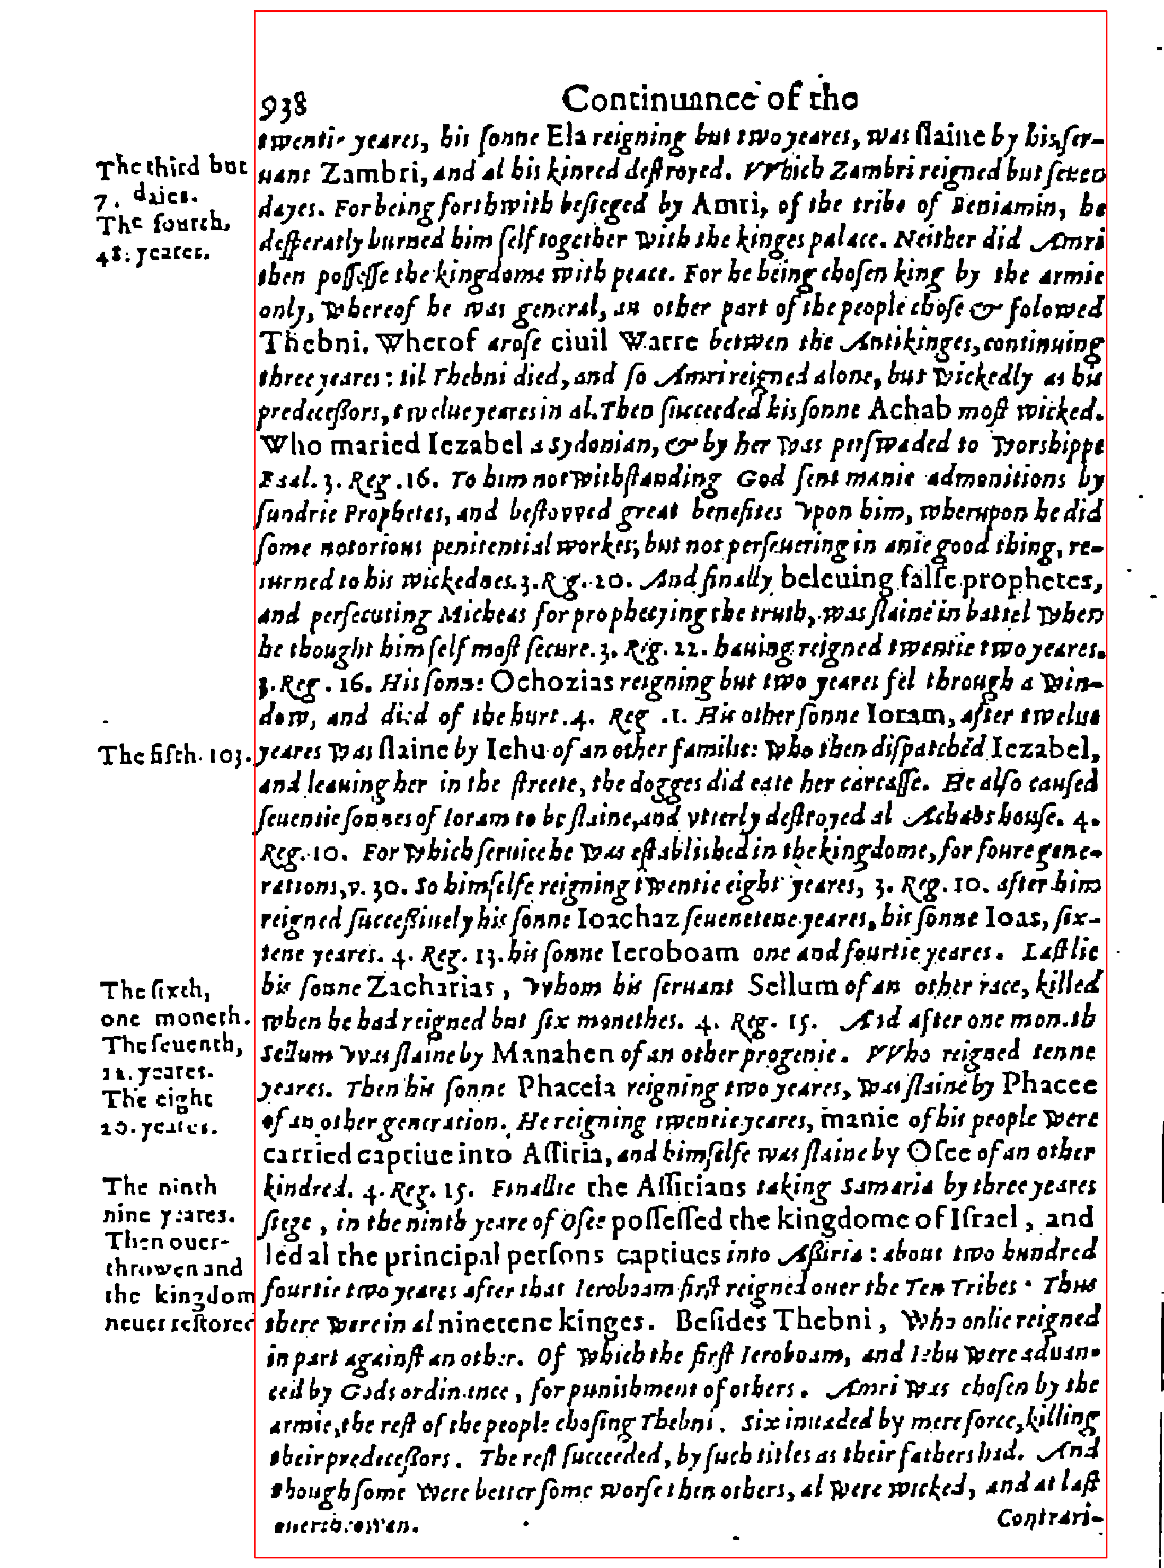 938 Continuance of the
twentie yeares, his sonne Ela reigning but two yeares, was slaine by his ser-
uant Zambri, and al his kinred destroyed. VVhich Zambri reigned but seuen
dayes. For being forthwith besieged by Amri, of the tribe of Beniamin, he
desperatly burned him self together with the kinges palace. Neither did Amri
then possesse the kingdome with peace. For he being chosen king by the armie
only, whereof he was general, an other part of the people chose & folowed
Thebni. Wherof arose ciuil Warre betwen the Antikinges, continuing
three yeares: til Thebni died, and so Amri reigned alone, but wickedly as his
predecessors, twelue yeares in al. Then succeeded his sonne Achab most wicked.
Who maried Iezabel a Sydonian, & by her was perswaded to worshippe
Baal. 3. Reg. 16. To him notwithstanding God sent manie admonitions by
sundrie Prophetes, and bestovved great benefites vpon him, wherupon he did
some notorious penitential workes, but not perseuering in anie good thing, re-
turned to his wickednes. 3. Reg. 20. And finally beleuing false prophetes,
and persecuting Micheas for prophecying the truth, was slaine in battel when
he thought him self most secure. 3. Reg. 22. hauing reigned twentie two yeares.
3. Reg. 16. His sonne Ochozias reigning but two yeares fel through a win-
dow, and died of the hurt. 4. Reg. 1. His other sonne Ioram, after twelue
yeares was slaine by Iehu of an other familie: who then dispatched Iezabel,
and leauing her in the streete, the dogges did eate her carcasse. He also caused
seuentie sonnes of Ioram to be slaine, and vtterly destroyed al Achabs house. 4.
Reg. 10. For which seruice he was established in the kingdome, for foure gene-
rations, v. 30. So himselfe reigning twentie eight yeares, 3. Reg. 10. after him
reigned successiuely his sonne Ioachaz seuenetene yeares, his sonne Ioas, six-
tene yeares. 4. Reg. 13. his sonne Ieroboam one and fourtie yeares. Lastlie
his sonne Zacharias, whom his seruant Sellum of an other race, killed
when he had reigned but six monethes. 4. Reg. 15. And after one moneth
Sellum was slaine by Manahen of an other progenie. VVho reigned tenne
yeares. Then his sonne Phaceia reigning two yeares, was slaine by Phacee
of an other generation. He reigning twentie yeares, manie of his people were
carried captiue into Assiria, and himselfe was slaine by Osee of an other
kindred. 4. Reg. 15. Finallie the Assirians taking Samaria by three yeares
siege, in the ninth yeare of Osee possessed the kingdome of Israel, and
led al the principal persons captiues into Assiria: about two hundred
fourtie two yeares after that Ieroboam first reigned ouer the Ten Tribes. Thus
there were in al ninetene kinges. Besides Thebni, Who onlie reigned
in part against an other. Of which the first Ieroboam, and Iehu were aduan-
ced by Gods ordinance, for punishment of others. Amri was chosen by the
armie, the rest of the people chosing Thebni. Six inuaded by mere force, killing
their predecessors. The rest succeeded, by such titles as their fathers had. And
though some were better some worse then others, al were wicked, and at last
ouerthrowen.
Contrari-
The third but
7. daies.
The fourth,
48. yeares.
The fifth. 103.
The sixth,
one moneth.
The seuenth,
12. yeares.
The eight
20. yeares.
The ninth
nine yeares.
Then ouer-
throwen and
the kingdom
neuer restored